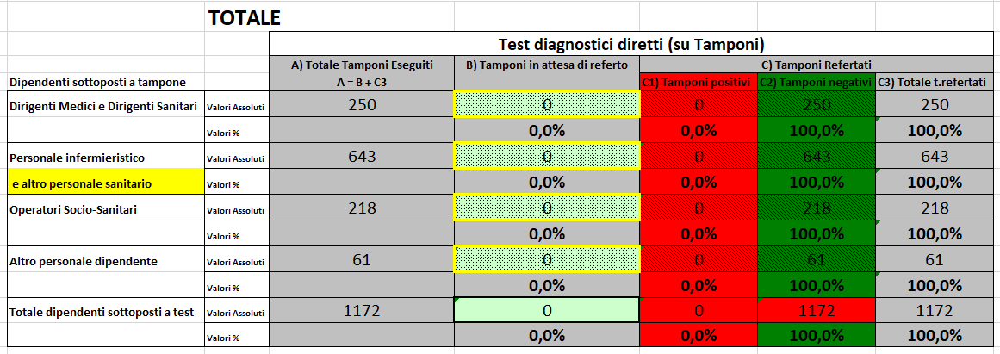 TOTALE
Test diagnostici diretti (su Tamponi)
A) Totale Tamponi Eseguiti B) Tamponi in attesa di referto C) Tamponi Refertati
Dipendenti sottoposti a tampone A = B + C3 C1) Tamponi positivi C2) Tamponi negativi C3) Totale t.refertati
Dirigenti Medici e Dirigenti Sanitari Valori Assoluti 250 0 0 250 250
Valori % 0,0% 0,0% 100,0% 100,0%
Personale infermieristico Valori Assoluti 643 0 0 643 643
e altro personale sanitario Valori % 0,0% 0,0% 100,0% 100,0%
Operatori Socio-Sanitari Valori Assoluti 218 0 0 218 218
Valori % 0,0% 0,0% 100,0% 100,0%
Altro personale dipendente Valori Assoluti 61 0 0 61 61
Valori % 0,0% 0,0% 100,0% 100,0%
Totale dipendenti sottoposti a test Valori Assoluti 1172 0 0 1172 1172
Valori % 0,0% 0,0% 100,0% 100,0%